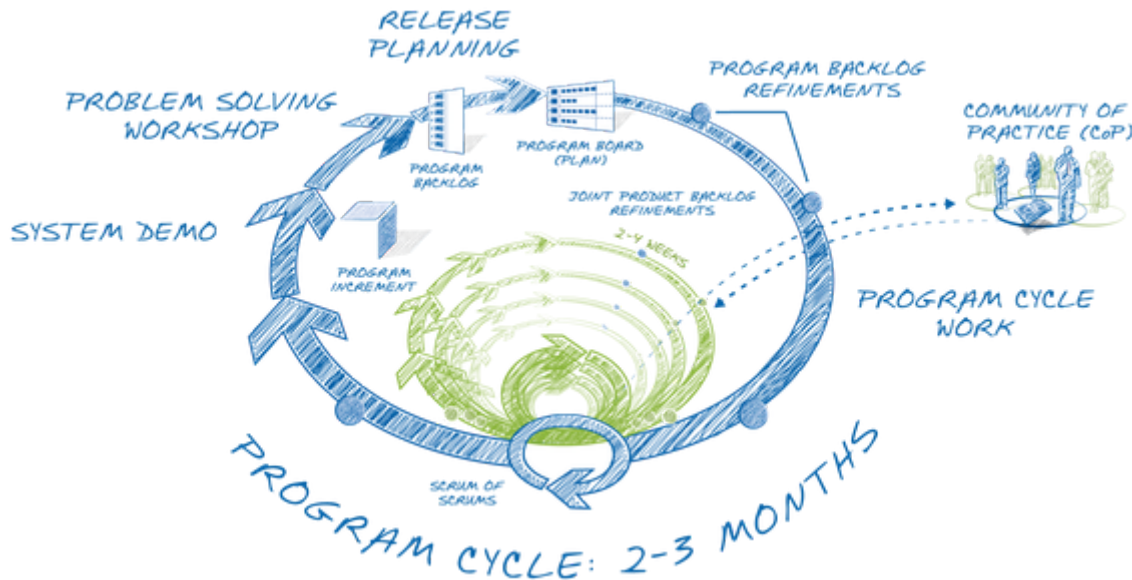 RELEASE
PLANNING
PROBLEM SOLVING
WORKSHOP
PROGRAM BACKLOG
REFINEMENTS
COMMUNITY OF
PRACTICE (CoP)
PROGRAM
BACKLOG
PROGRAM BOARD
(PLAN)
JOINT PRODUCT BACKLOG
REFINEMENTS
SYSTEM DEMO
2-4 WEEKS
PROGRAM
INCREMENT
PROGRAM CYCLE
WORK
SCRUM OF
SCRUMS
PROGRAM CYCLE: 2-3 MONTHS